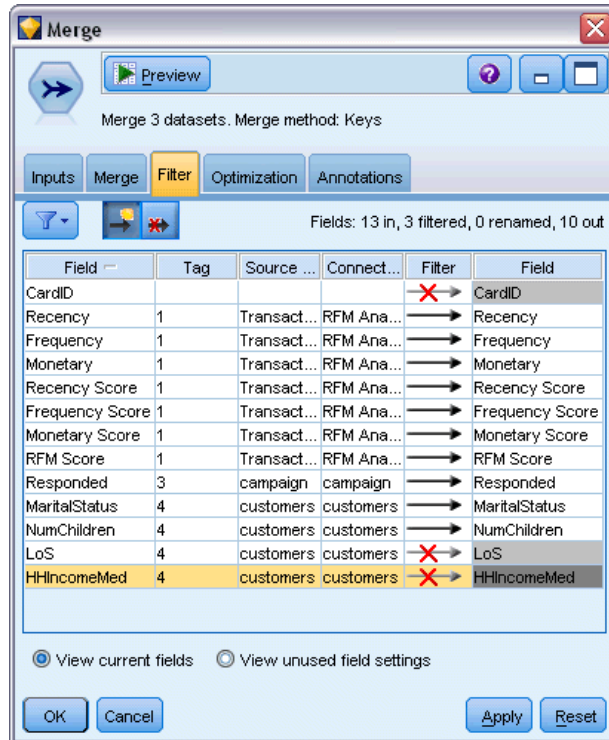 Merge
Preview
Merge 3 datasets. Merge method: Keys
Inputs Merge Filter Optimization Annotations
Fields: 13 in, 3 filtered, 0 renamed, 10 out
Field Tag Source ... Connect... Filter Field
CardID CardID
Recency 1 Transact... RFM Ana... Recency
Frequency 1 Transact... RFM Ana... Frequency
Monetary 1 Transact... RFM Ana... Monetary
Recency Score 1 Transact... RFM Ana... Recency Score
Frequency Score 1 Transact... RFM Ana... Frequency Score
Monetary Score 1 Transact... RFM Ana... Monetary Score
RFM Score 1 Transact... RFM Ana... RFM Score
Responded 3 campaign campaign Responded
MaritalStatus 4 customers customers MaritalStatus
NumChildren 4 customers customers NumChildren
LoS 4 customers customers LoS
HHIncomeMed 4 customers customers HHIncomeMed
View current fields View unused field settings
OK Cancel Apply Reset